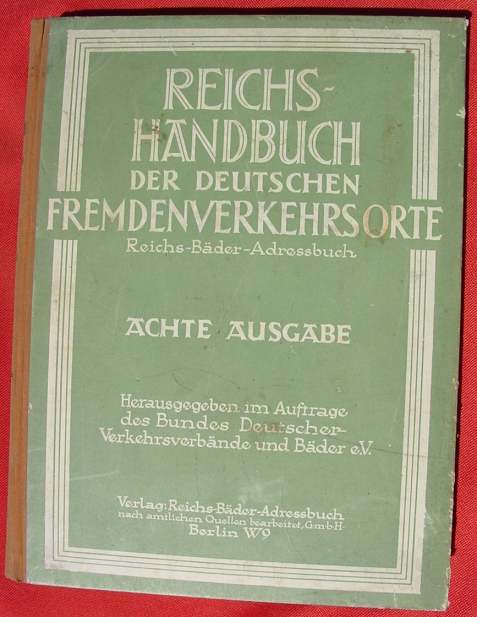 REICHS-
HANDBUCH
DER DEUTSCHEN
FREMDENVERKEHRSORTE
Reichs-Bäder-Adressbuch
ACHTE AUSGABE
Herausgegeben im Auftrage
des Bundes Deutscher
Verkehrsverbände und Bäder e.V.
Verlag: Reichs-Bäder-Adressbuch
nach amtlichen Quellen bearbeitet, G.m.b.H.
Berlin W9